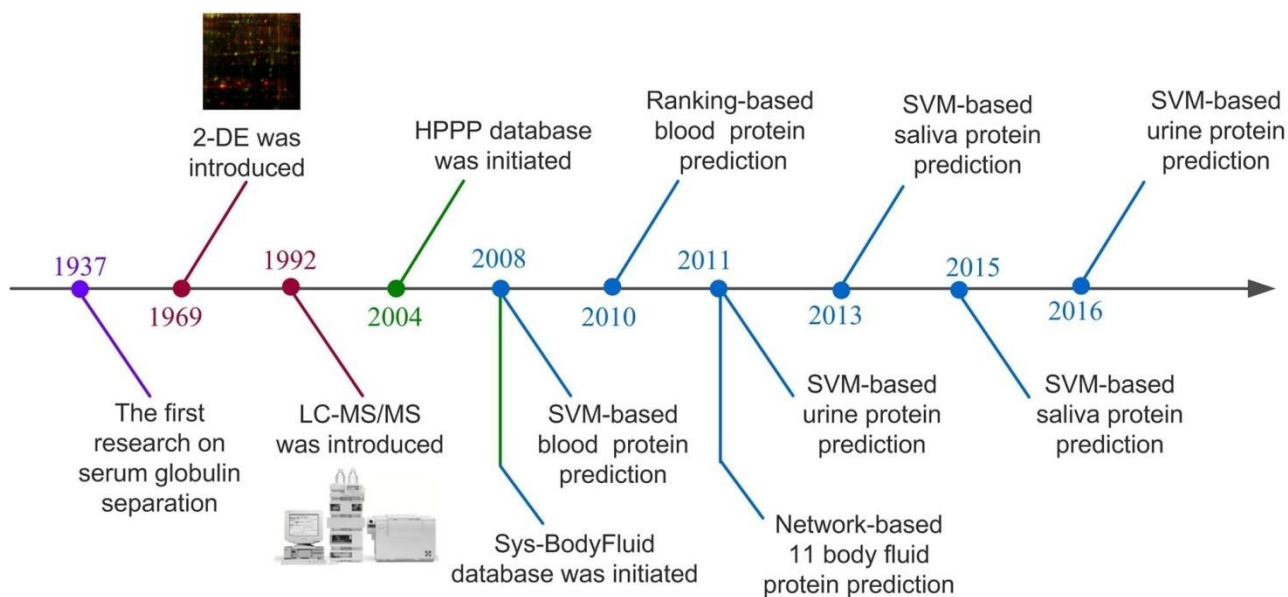 2-DE was
introduced
HPPP database
was initiated
Ranking-based
blood protein
prediction
SVM-based
saliva protein
prediction
SVM-based
urine protein
prediction
1937
1969
1992
2004
2008
2010
2011
2013
2015
2016
The first
research on
serum globulin
separation
LC-MS/MS
was introduced
SVM-based
blood protein
prediction
Sys-BodyFluid
database was initiated
SVM-based
urine protein
prediction
Network-based
11 body fluid
protein prediction
SVM-based
saliva protein
prediction